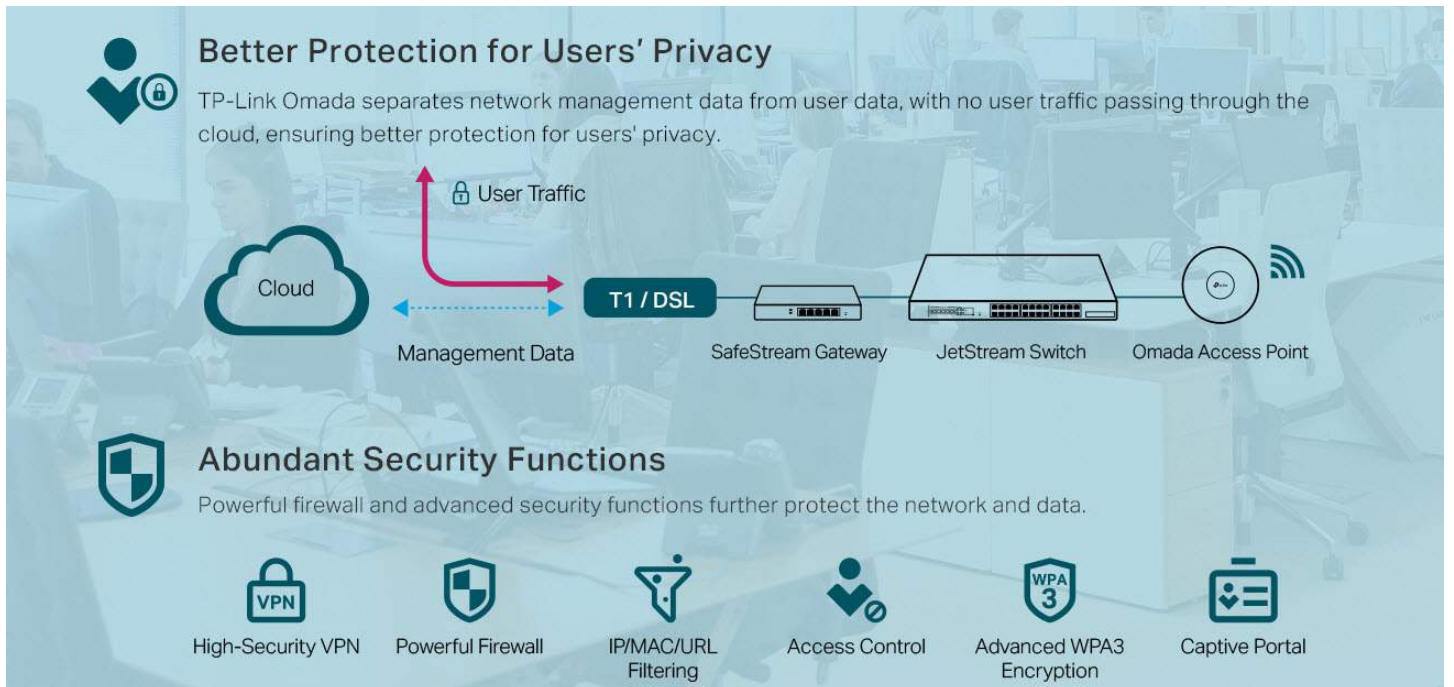 Better Protection for Users' Privacy
TP-Link Omada separates network management data from user data, with no user traffic passing through the
cloud, ensuring better protection for users' privacy.
User Traffic
Cloud
T1 / DSL
Management Data
SafeStream Gateway
JetStream Switch
Omada Access Point
Abundant Security Functions
Powerful firewall and advanced security functions further protect the network and data.
VPN
WPA
3
High-Security VPN
Powerful Firewall
IP/MAC/URL
Filtering
Access Control
Advanced WPA3
Encryption
Captive Portal